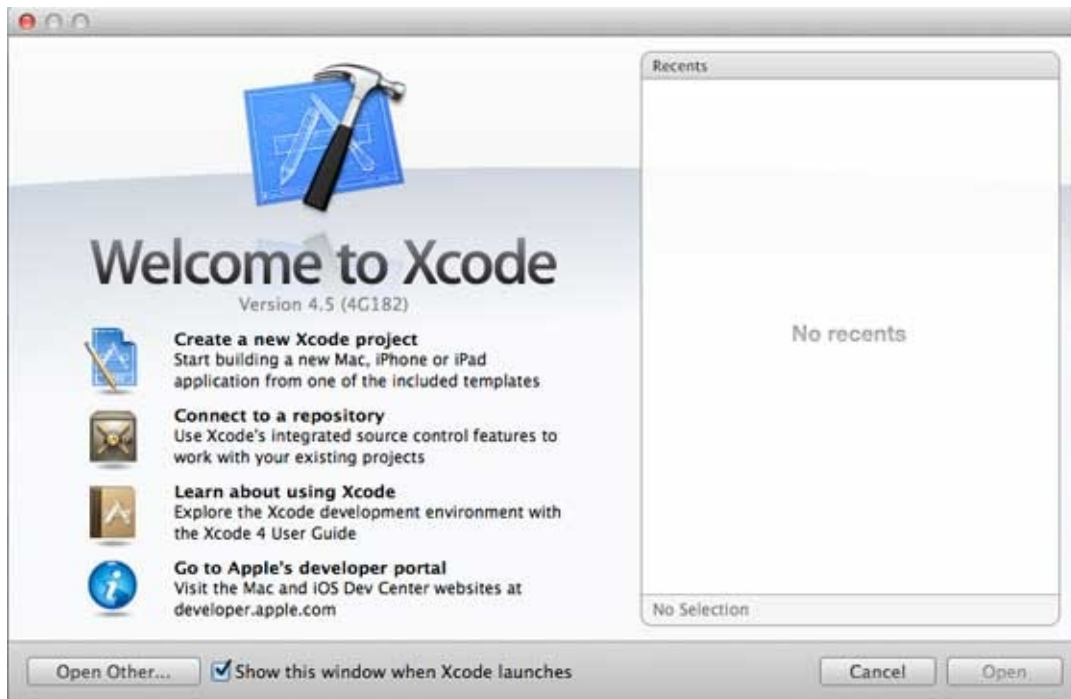 Welcome to Xcode
Version 4.5 (4G182)
Create a new Xcode project
Start building a new Mac, iPhone or iPad
application from one of the included templates
Connect to a repository
Use Xcode's integrated source control features to
work with your existing projects
Learn about using Xcode
Explore the Xcode development environment with
the Xcode 4 User Guide
Go to Apple's developer portal
Visit the Mac and iOS Dev Center websites at
developer.apple.com
Recents
No recents
No Selection
Open Other...
Show this window when Xcode launches
Cancel
Open